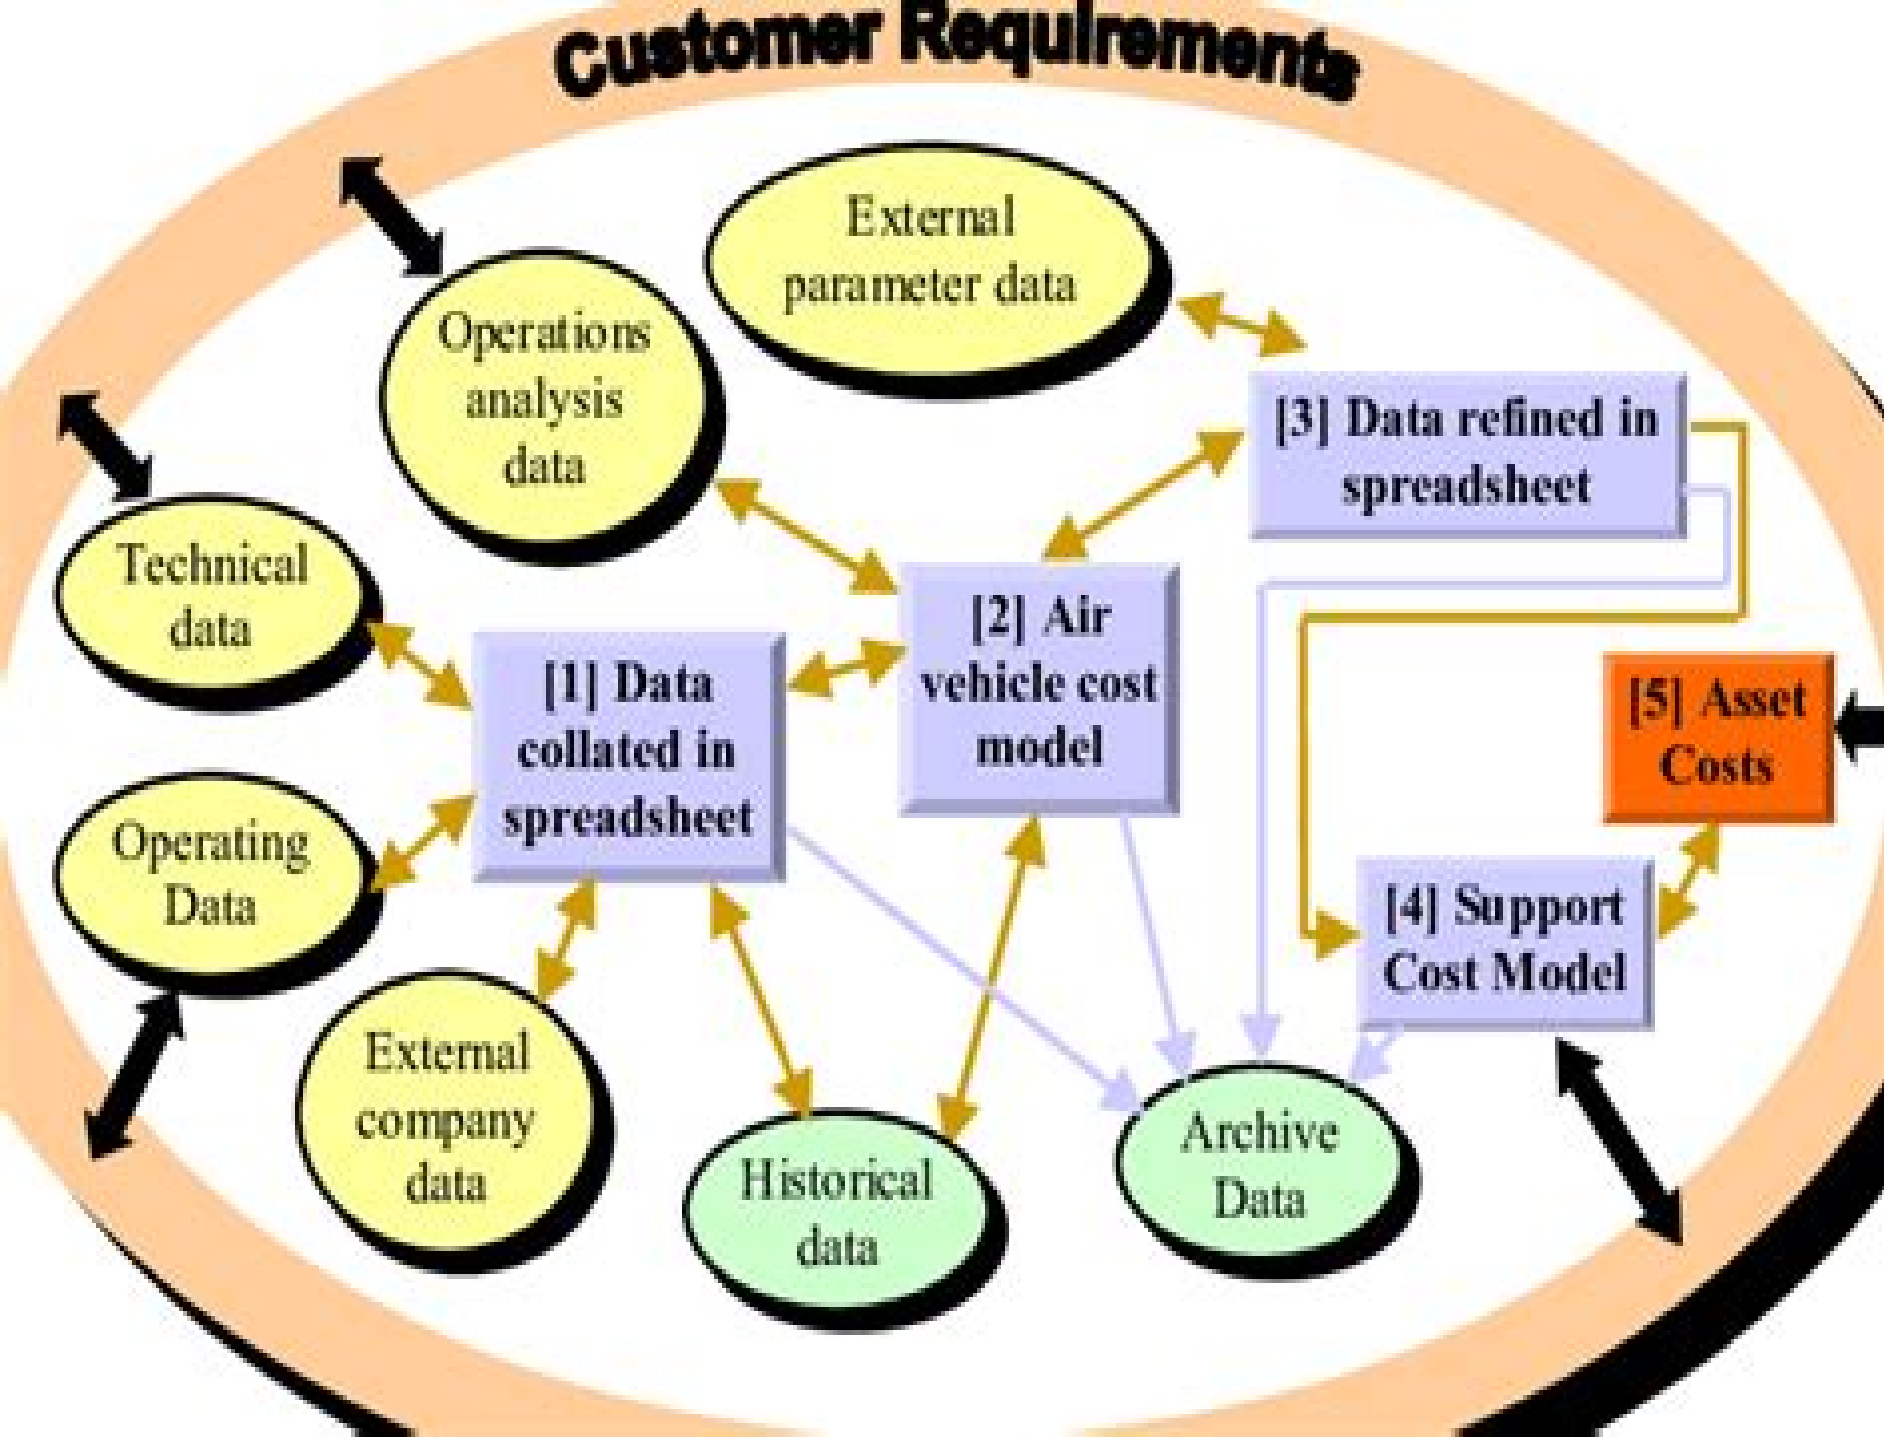 Customer Requirements
External
parameter data
Operations
analysis
data
[3] Data refined in
spreadsheet
Technical
data
[2] Air
vehicle cost
model
[1] Data
collated in
spreadsheet
[5] Asset
Costs
Operating
Data
[4] Support
Cost Model
External
company
data
Historical
data
Archive
Data